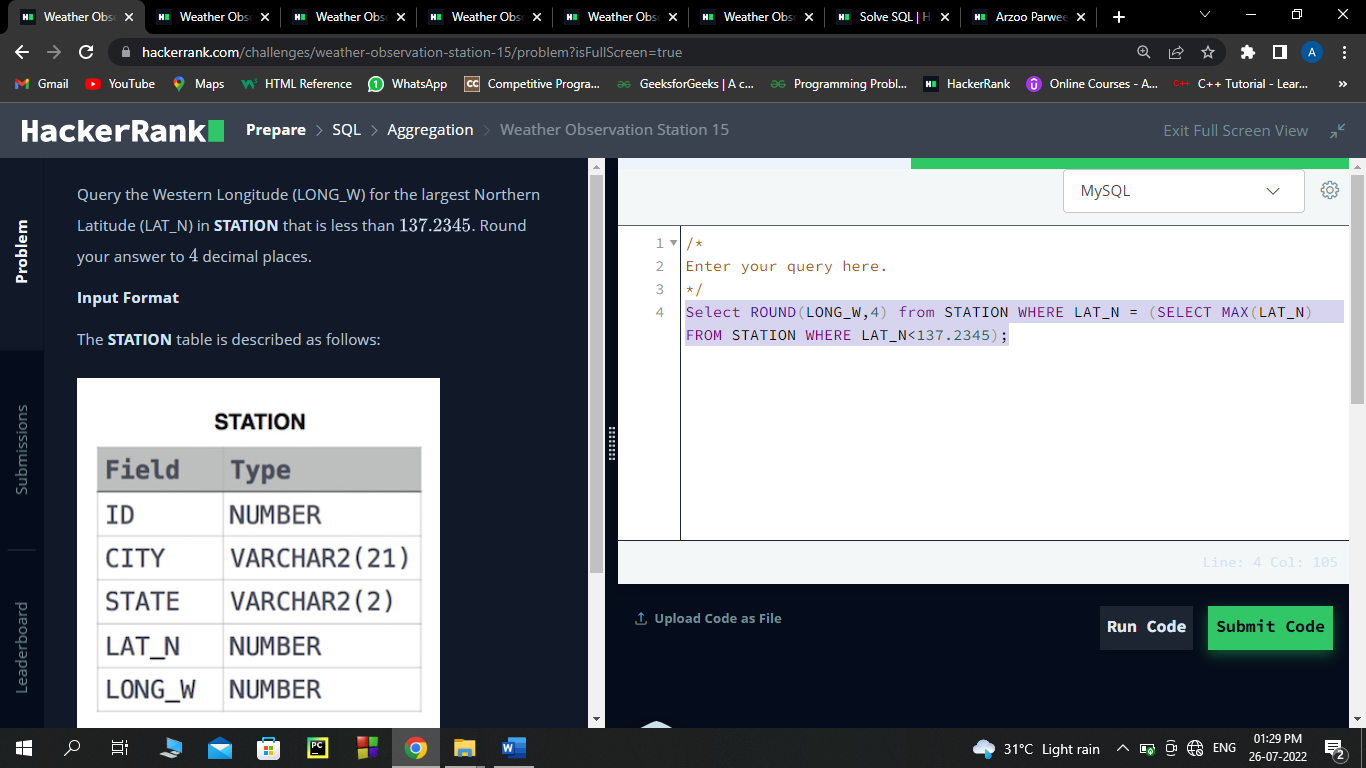 Weather Obs
Weather Obs
Weather Obs
Weather Obs
Weather Obs
Weather Obs
Solve SQL | H
Arzoo Parwee
hackerrank.com/challenges/weather-observation-station-15/problem?isFullScreen=true
A
Gmail
YouTube
Maps
HTML Reference
WhatsApp
CC Competitive Progra...
GeeksforGeeks | A c...
Programming Probl...
HackerRank
Online Courses - A...
C++ C++ Tutorial - Lear...
»
HackerRank
Prepare > SQL > Aggregation > Weather Observation Station 15
Exit Full Screen View
Problem
Submissions
Leaderboard
Query the Western Longitude (LONG_W) for the largest Northern
Latitude (LAT_N) in STATION that is less than 137.2345. Round
your answer to 4 decimal places.
Input Format
The STATION table is described as follows:
STATION
Field Type
ID NUMBER
CITY VARCHAR2(21)
STATE VARCHAR2(2)
LAT_N NUMBER
LONG_W NUMBER
MySQL
1 /*
2 Enter your query here.
3 */
4 Select ROUND(LONG_W,4) from STATION WHERE LAT_N = (SELECT MAX(LAT_N)
FROM STATION WHERE LAT_N<137.2345);
Line: 4 Col: 105
Upload Code as File
Run Code
Submit Code
PC
W
31°C Light rain
ENG
01:29 PM
26-07-2022
2